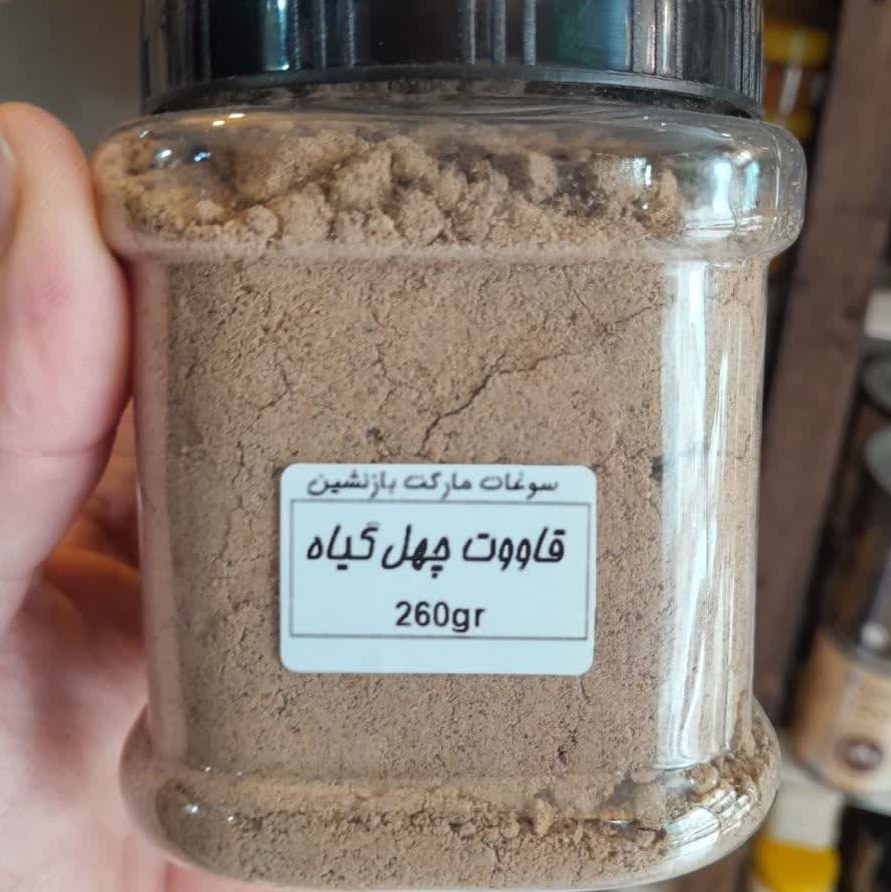 سوغات مارکت بازنشین
قاووت چهل گیاه
260gr